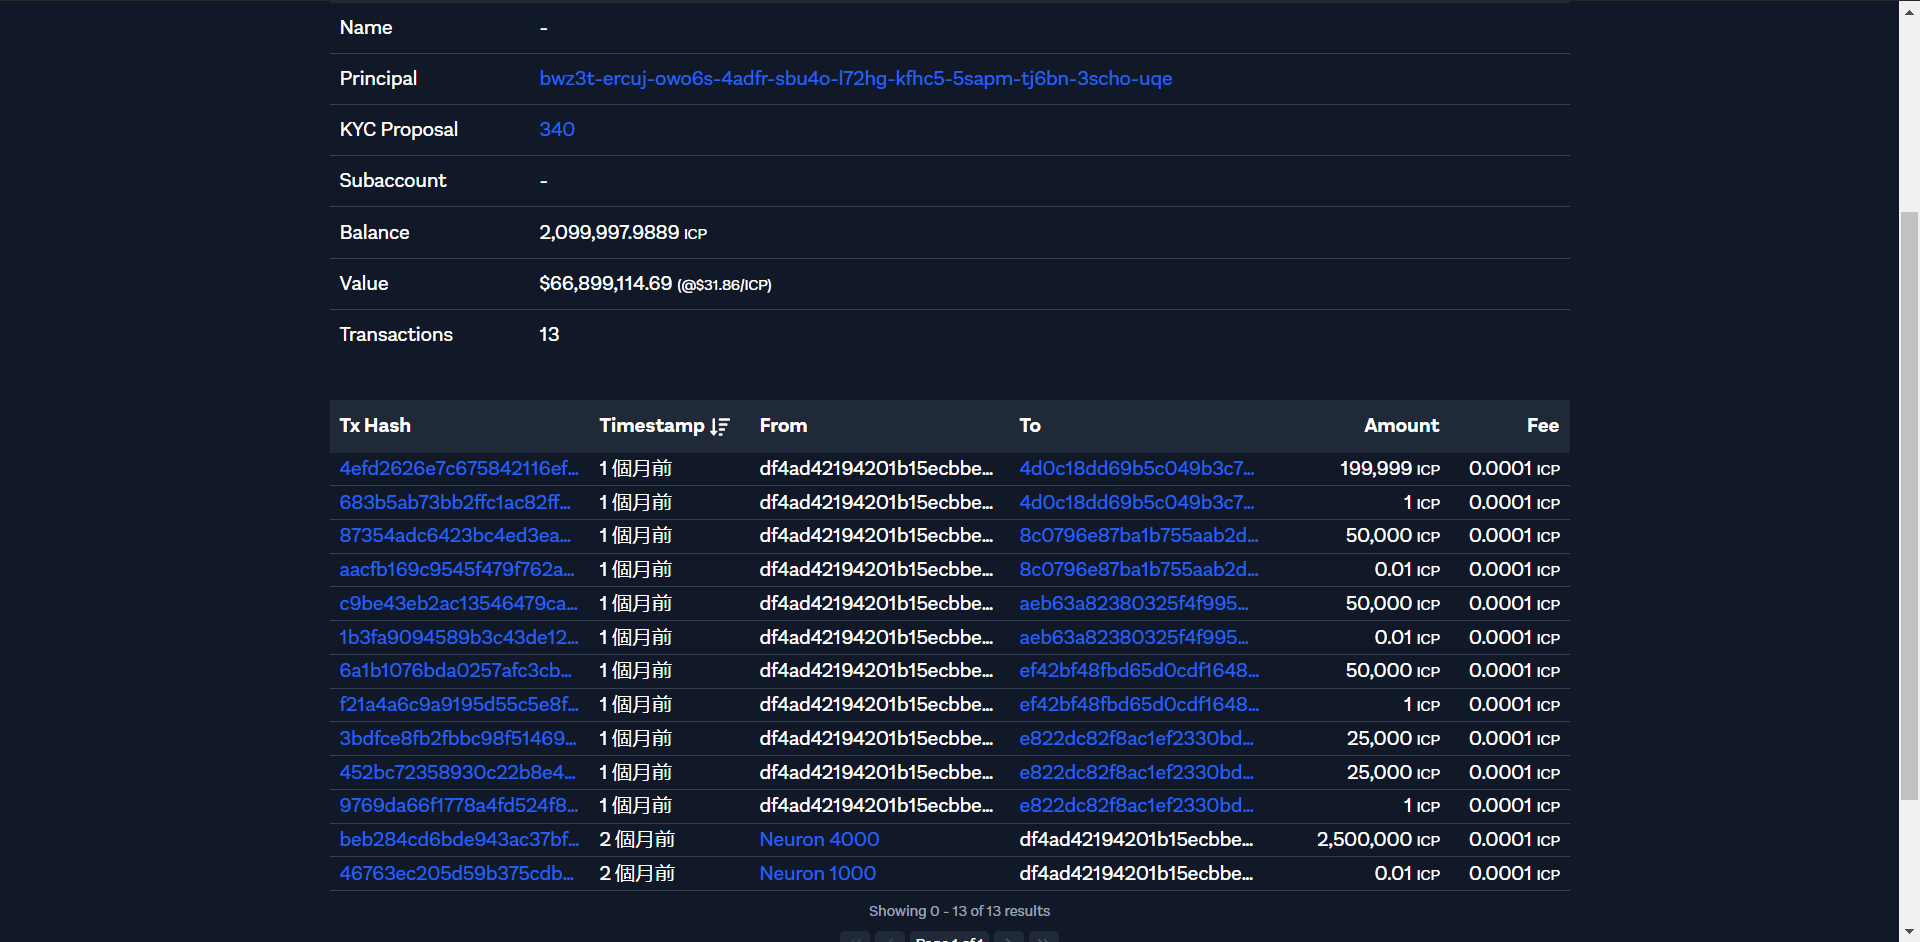 Name -
Principal bwz3t-ercuj-owo6s-4adfr-sbu4o-l72hg-kfhc5-5sapm-tj6bn-3scho-uqe
KYC Proposal 340
Subaccount -
Balance 2,099,997.9889 ICP
Value $66,899,114.69 (@$31.86/ICP)
Transactions 13
Tx Hash Timestamp From To Amount Fee
4efd2626e7c675842116ef... 1 個月前 df4ad42194201b15ecbbe... 4d0c18dd69b5c049b3c7... 199,999 ICP 0.0001 ICP
683b5ab73bb2ffc1ac82ff... 1 個月前 df4ad42194201b15ecbbe... 4d0c18dd69b5c049b3c7... 1 ICP 0.0001 ICP
87354adc6423bc4ed3ea... 1 個月前 df4ad42194201b15ecbbe... 8c0796e87ba1b755aab2d... 50,000 ICP 0.0001 ICP
aacfb169c9545f479f762a... 1 個月前 df4ad42194201b15ecbbe... 8c0796e87ba1b755aab2d... 0.01 ICP 0.0001 ICP
c9be43eb2ac13546479ca... 1 個月前 df4ad42194201b15ecbbe... aeb63a82380325f4f995... 50,000 ICP 0.0001 ICP
1b3fa9094589b3c43de12... 1 個月前 df4ad42194201b15ecbbe... aeb63a82380325f4f995... 0.01 ICP 0.0001 ICP
6a1b1076bda0257afc3cb... 1 個月前 df4ad42194201b15ecbbe... ef42bf48fbd65d0cdf1648... 50,000 ICP 0.0001 ICP
f21a4a6c9a9195d55c5e8f... 1 個月前 df4ad42194201b15ecbbe... ef42bf48fbd65d0cdf1648... 1 ICP 0.0001 ICP
3bdfce8fb2fbbc98f51469... 1 個月前 df4ad42194201b15ecbbe... e822dc82f8ac1ef2330bd... 25,000 ICP 0.0001 ICP
452bc72358930c22b8e4... 1 個月前 df4ad42194201b15ecbbe... e822dc82f8ac1ef2330bd... 25,000 ICP 0.0001 ICP
9769da66f1778a4fd524f8... 1 個月前 df4ad42194201b15ecbbe... e822dc82f8ac1ef2330bd... 1 ICP 0.0001 ICP
beb284cd6bde943ac37bf... 2 個月前 Neuron 4000 df4ad42194201b15ecbbe... 2,500,000 ICP 0.0001 ICP
46763ec205d59b375cdb... 2 個月前 Neuron 1000 df4ad42194201b15ecbbe... 0.01 ICP 0.0001 ICP
Showing 0 - 13 of 13 results
Page 1 of 1